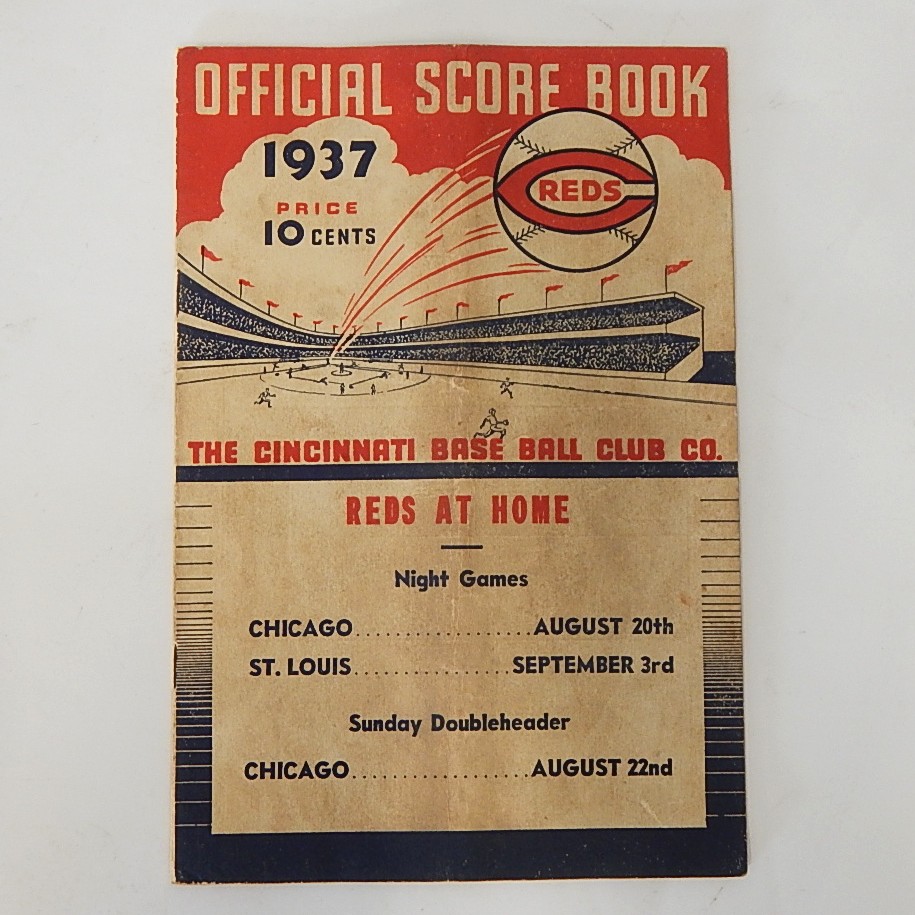 OFFICIAL SCORE BOOK
1937
PRICE
10 CENTS
REDS
THE CINCINNATI BASE BALL CLUB CO.
REDS AT HOME
Night Games
CHICAGO..................AUGUST 20th
ST. LOUIS................SEPTEMBER 3rd
Sunday Doubleheader
CHICAGO..................AUGUST 22nd